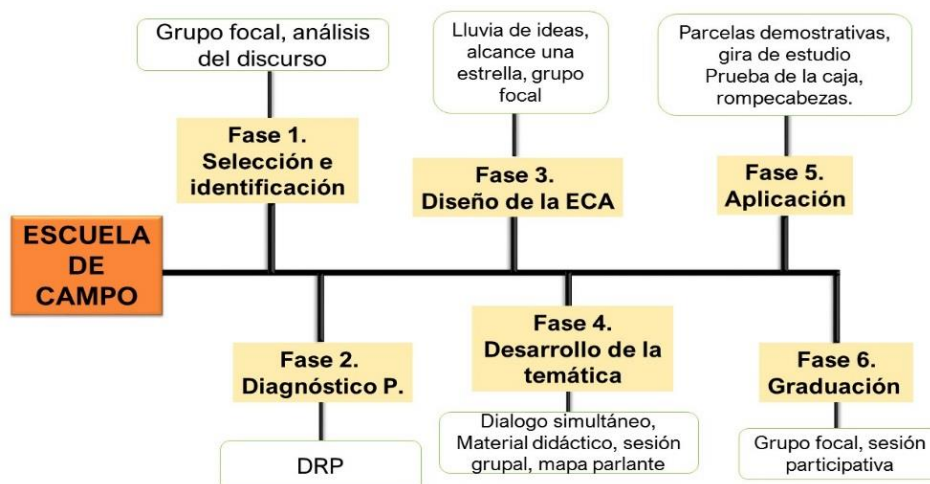 Grupo focal, análisis
del discurso
Lluvia de ideas,
alcance una
estrella, grupo
focal
Parcelas demostrativas,
gira de estudio
Prueba de la caja,
rompecabezas.
Fase 1.
Selección e
identificación
Fase 3.
Diseño de la ECA
Fase 5.
Aplicación
ESCUELA
DE
CAMPO
Fase 2.
Diagnóstico P.
Fase 4.
Desarrollo de la
temática
Fase 6.
Graduación
DRP
Dialogo simultáneo,
Material didáctico, sesión
grupal, mapa parlante
Grupo focal, sesión
participativa